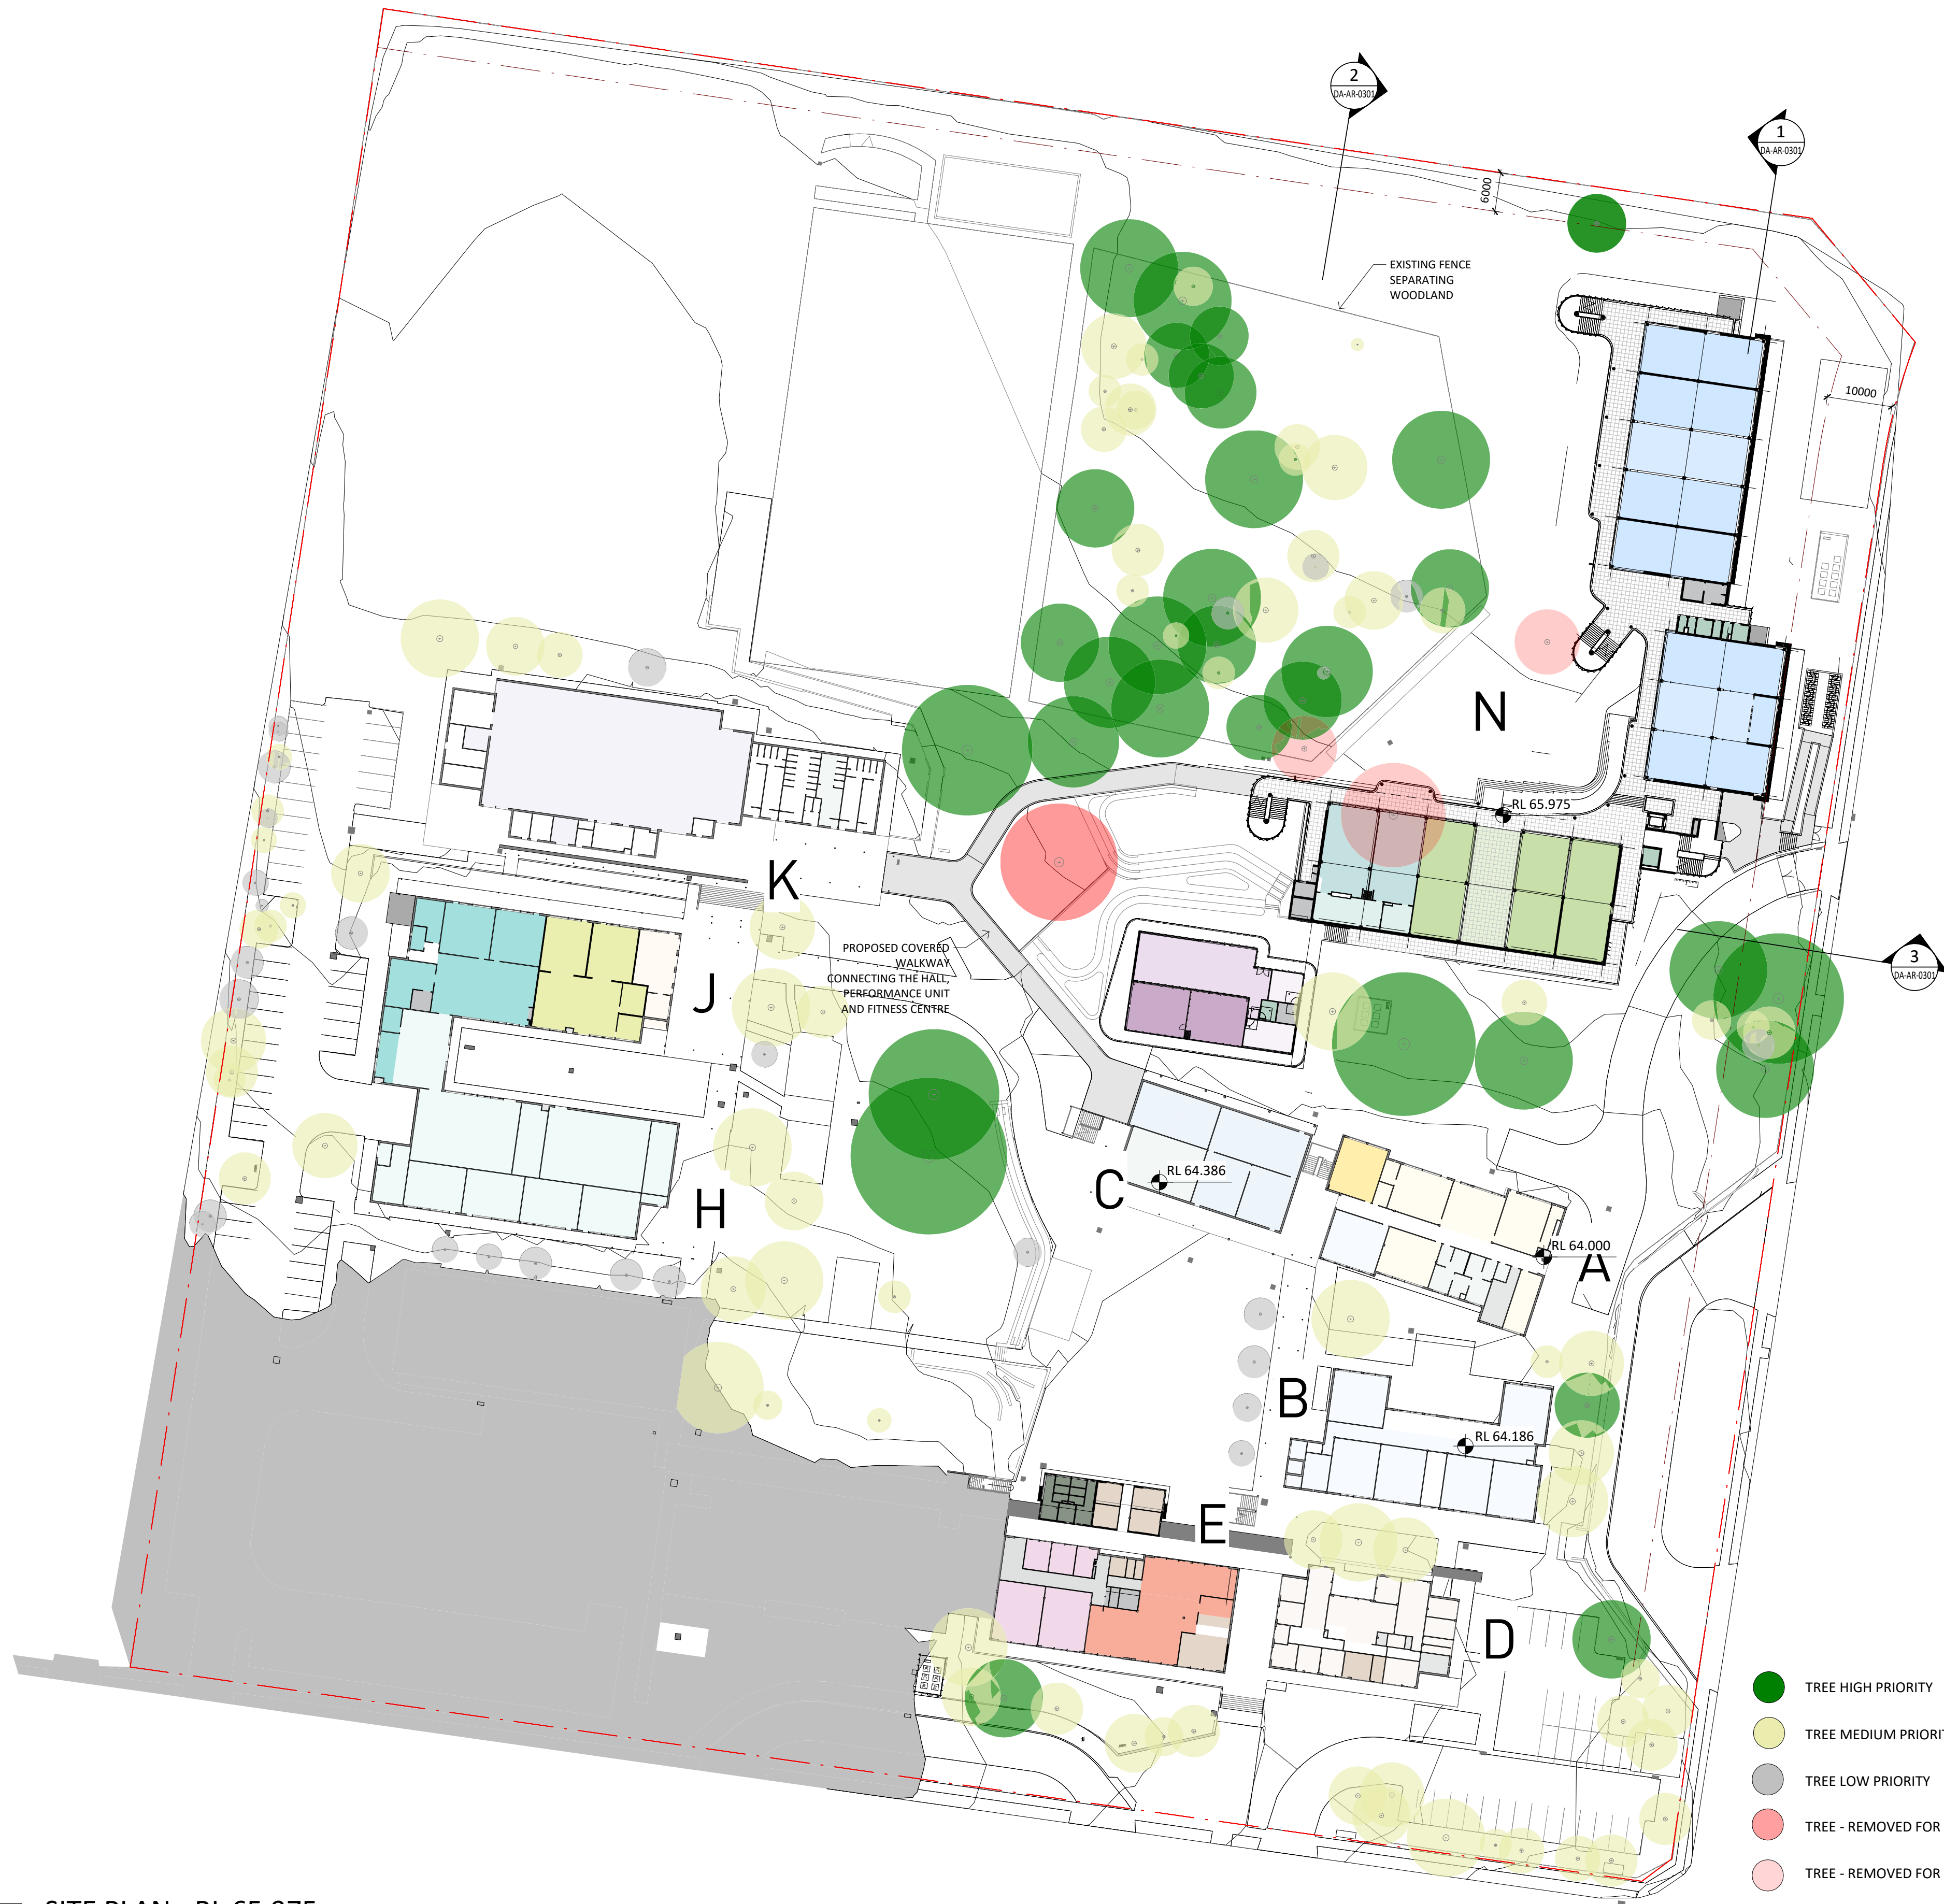 2
DA-AR-0301
1
DA-AR-0301
6000
EXISTING FENCE
SEPARATING
WOODLAND
10000
N
RL 65.975
K
PROPOSED COVERED
WALKWAY
CONNECTING THE HALL,
PERFORMANCE UNIT
AND FITNESS CENTRE
3
DA-AR-0301
J
RL 64.386
C
H
RL 64.000
A
B
RL 64.186
E
D
TREE HIGH PRIORITY
TREE MEDIUM PRIORI
TREE LOW PRIORITY
TREE - REMOVED FOR
TREE - REMOVED FOR